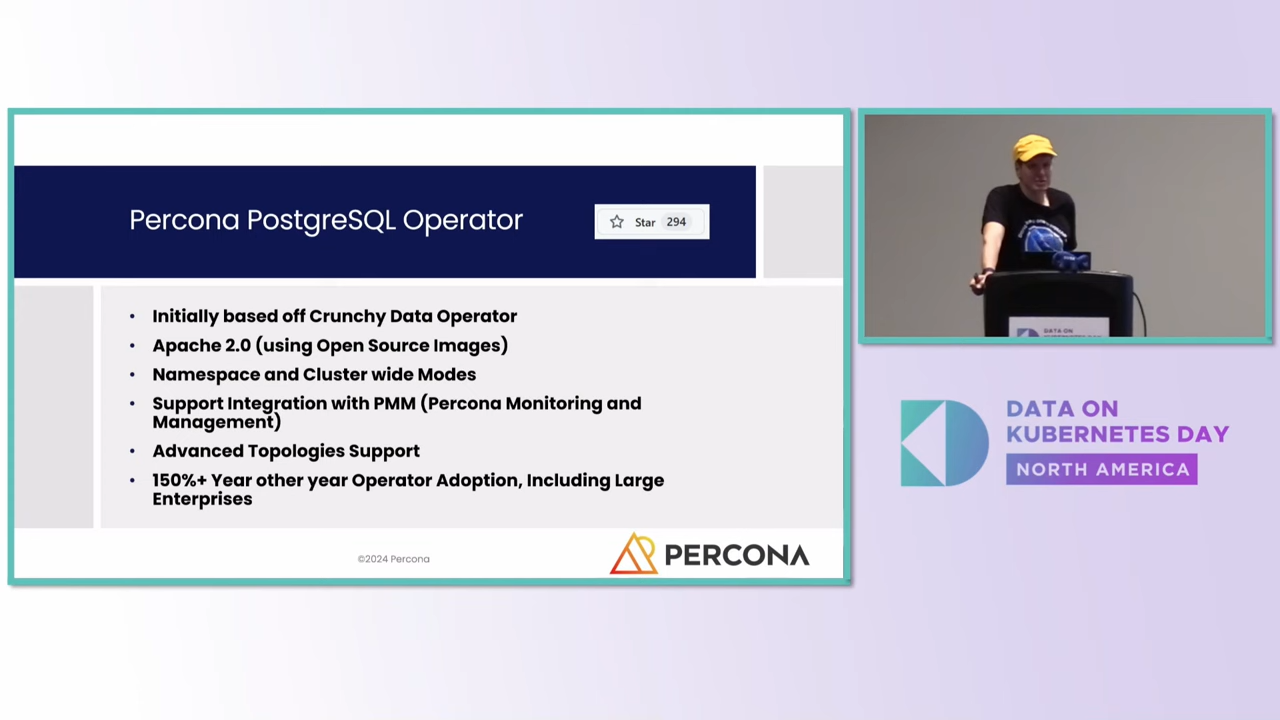 Percona PostgreSQL Operator
Star 294
• Initially based off Crunchy Data Operator
• Apache 2.0 (using Open Source Images)
• Namespace and Cluster wide Modes
• Support Integration with PMM (Percona Monitoring and
Management)
• Advanced Topologies Support
• 150%+ Year other year Operator Adoption, Including Large
Enterprises
©2024 Percona
PERCONA
DATA ON
DATA ON
KUBERNETES DAY
NORTH AMERICA